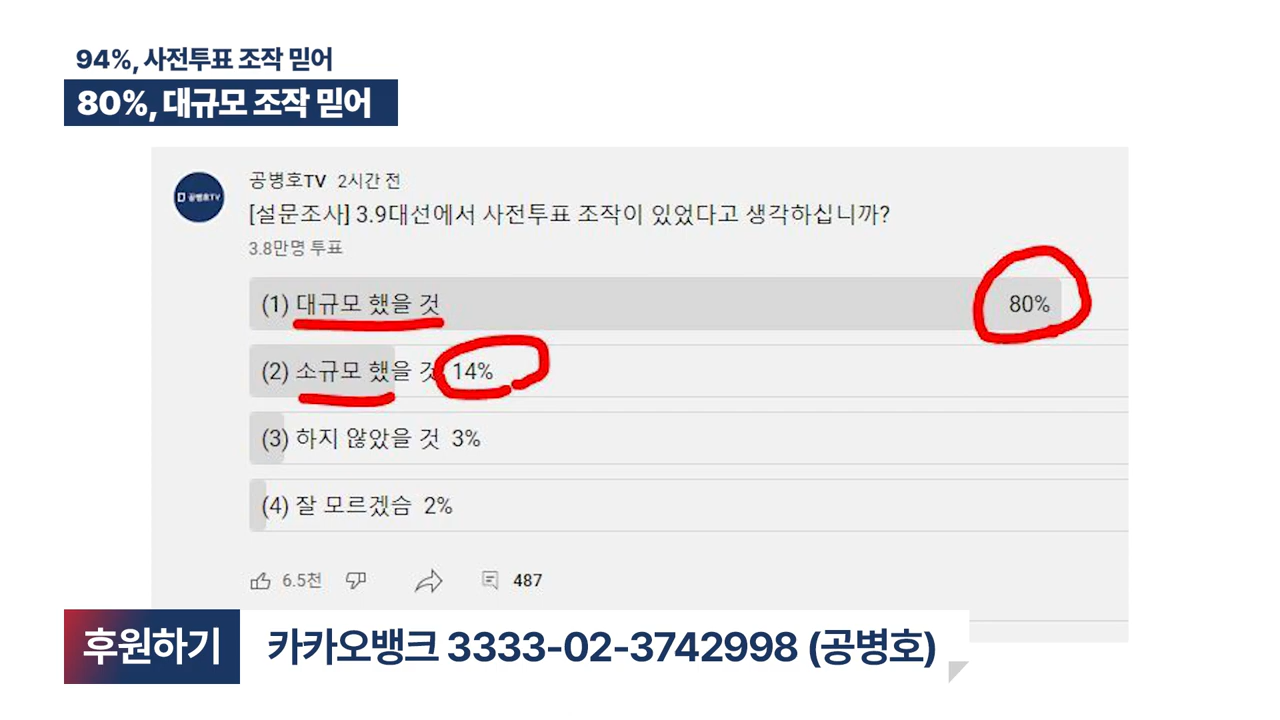 94%, 사전투표 조작 믿어
80%, 대규모 조작 믿어
공병호TV 2시간 전
공병호TV
[설문조사] 3.9대선에서 사전투표 조작이 있었다고 생각하십니까?
3.8만명 투표
(1) 대규모 했을 것 80%
(2) 소규모 했을 것 14%
(3) 하지 않았을 것 3%
(4) 잘 모르겠슴 2%
6.5천 487
후원하기 카카오뱅크 3333-02-3742998 (공병호)